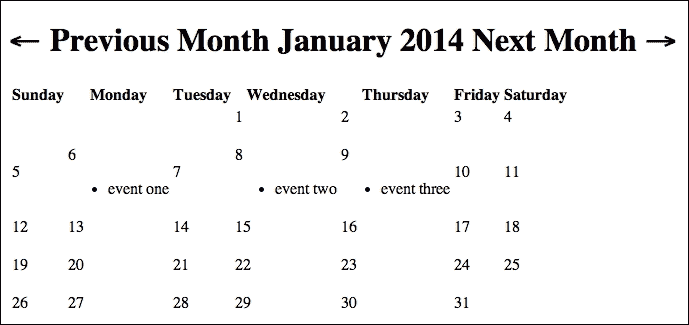 ← Previous Month January 2014 Next Month →
Sunday Monday Tuesday Wednesday Thursday Friday Saturday
1 2 3 4
5 6 7 8 9 10 11
• event one • event two • event three
12 13 14 15 16 17 18
19 20 21 22 23 24 25
26 27 28 29 30 31